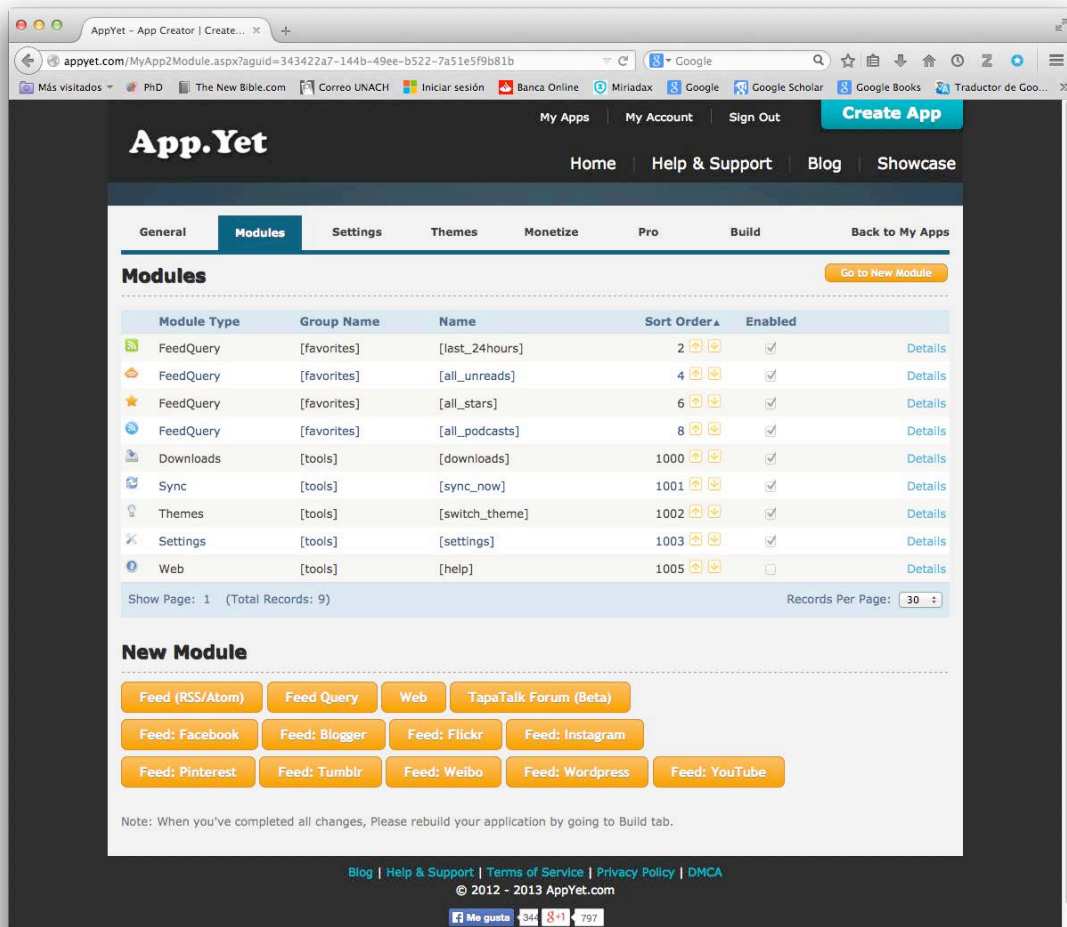 AppYet - App Creator | Create...
appyet.com/MyApp2Module.aspx?aguid=343422a7-144b-49ee-b522-7a51e5f9b81b
Google
Más visitados
PhD
The New Bible.com
Correo UNACH
Iniciar sesión
Banca Online
Miriadax
Google
Google Scholar
Google Books
Traductor de Goo...
App.Yet
My Apps | My Account | Sign Out
Create App
Home | Help & Support | Blog | Showcase
General Modules Settings Themes Monetize Pro Build Back to My Apps
Modules
Go to New Module
Module Type Group Name Name Sort Order▲ Enabled
FeedQuery [favorites] [last_24hours] 2 Details
FeedQuery [favorites] [all_unreads] 4 Details
FeedQuery [favorites] [all_stars] 6 Details
FeedQuery [favorites] [all_podcasts] 8 Details
Downloads [tools] [downloads] 1000 Details
Sync [tools] [sync_now] 1001 Details
Themes [tools] [switch_theme] 1002 Details
Settings [tools] [settings] 1003 Details
Web [tools] [help] 1005 Details
Show Page: 1 (Total Records: 9) Records Per Page: 30
New Module
Feed (RSS/Atom) Feed Query Web TapaTalk Forum (Beta)
Feed: Facebook Feed: Blogger Feed: Flickr Feed: Instagram
Feed: Pinterest Feed: Tumblr Feed: Weibo Feed: Wordpress Feed: YouTube
Note: When you've completed all changes, Please rebuild your application by going to Build tab.
Blog | Help & Support | Terms of Service | Privacy Policy | DMCA
© 2012 - 2013 AppYet.com
Me gusta 344 g+1 797